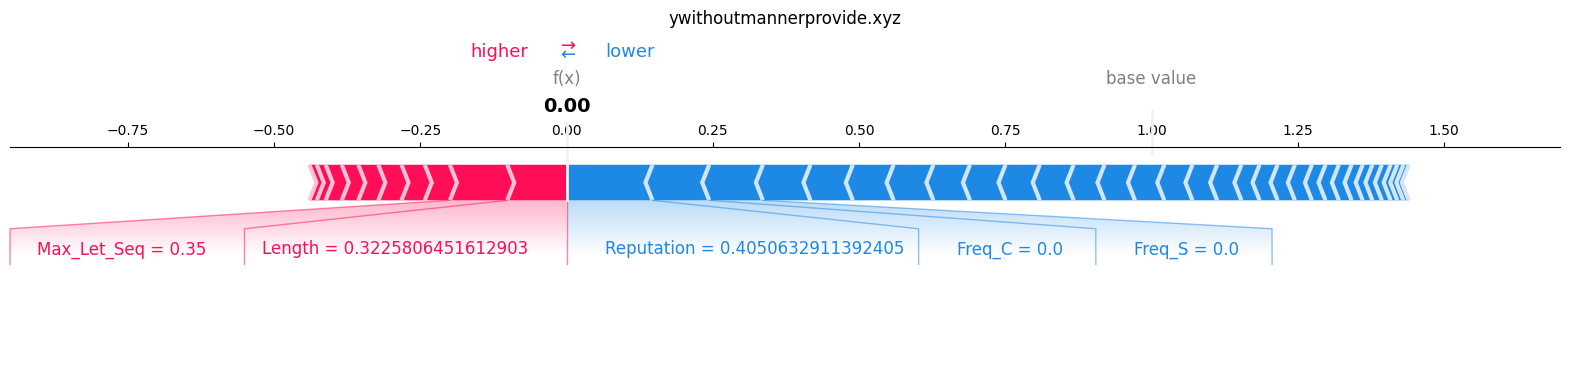 ywithoutmannerprovide.xyz
higher ⇄ lower
f(x) base value
0.00
−0.75 −0.50 −0.25 0.00 0.25 0.50 0.75 1.00 1.25 1.50
Max_Let_Seq = 0.35 Length = 0.3225806451612903 Reputation = 0.4050632911392405 Freq_C = 0.0 Freq_S = 0.0